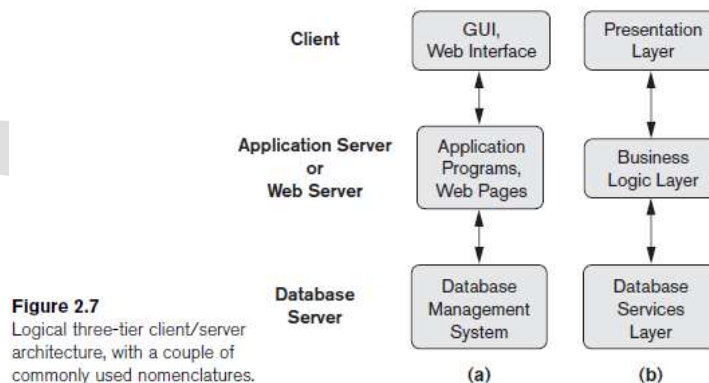 Client
GUI,
Web Interface
Presentation
Layer
Application Server
or
Web Server
Application
Programs,
Web Pages
Business
Logic Layer
Database
Server
Database
Management
System
Database
Services
Layer
(a)
(b)
Figure 2.7
Logical three-tier client/server
architecture, with a couple of
commonly used nomenclatures.